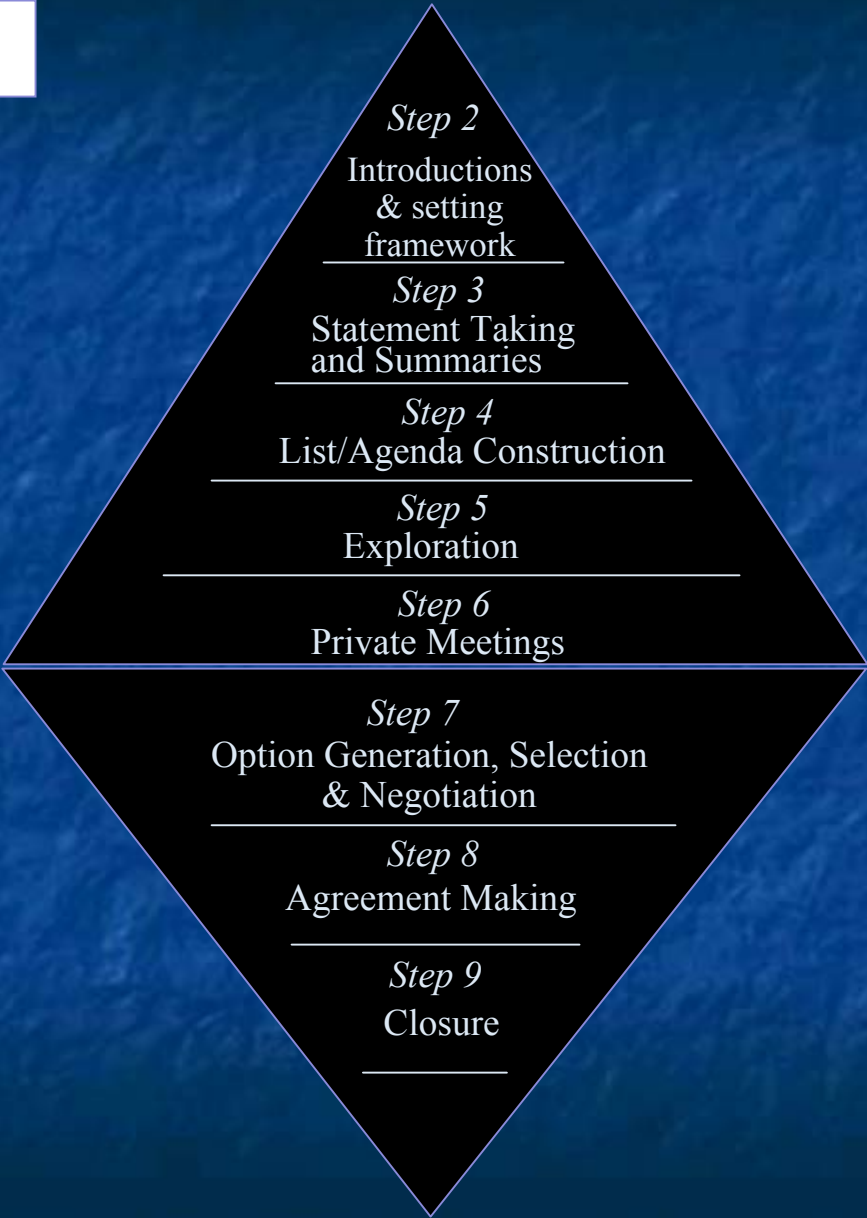 Step 2
Introductions
& setting
framework
Step 3
Statement Taking
and Summaries
Step 4
List/Agenda Construction
Step 5
Exploration
Step 6
Private Meetings
Step 7
Option Generation, Selection
& Negotiation
Step 8
Agreement Making
Step 9
Closure